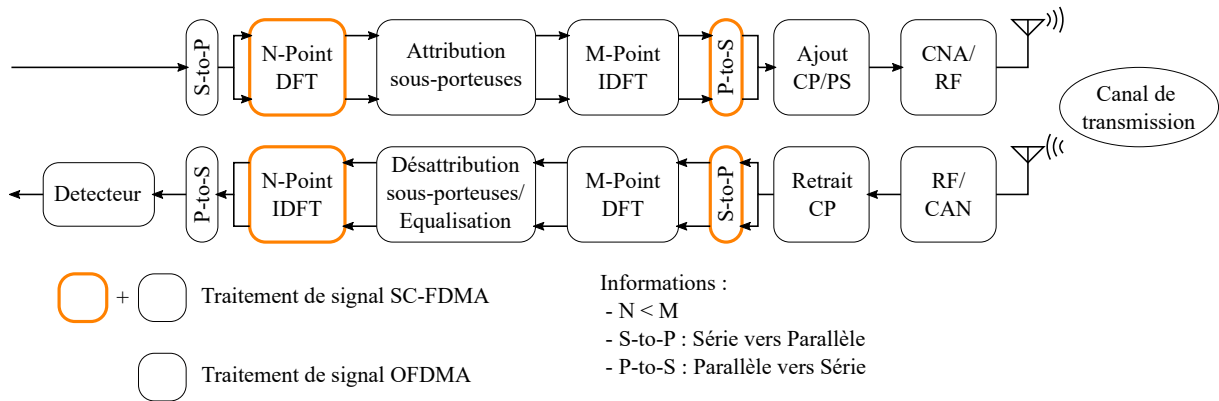 S-to-P
N-Point
DFT
Attribution
sous-porteuses
M-Point
IDFT
P-to-S
Ajout
CP/PS
CNA/
RF
Canal de
transmission
Detecteur
P-to-S
N-Point
IDFT
Désattribution
sous-porteuses/
Equalisation
M-Point
DFT
S-to-P
Retrait
CP
RF/
CAN
+
Traitement de signal SC-FDMA
Traitement de signal OFDMA
Informations :
- N < M
- S-to-P : Série vers Parallèle
- P-to-S : Parallèle vers Série